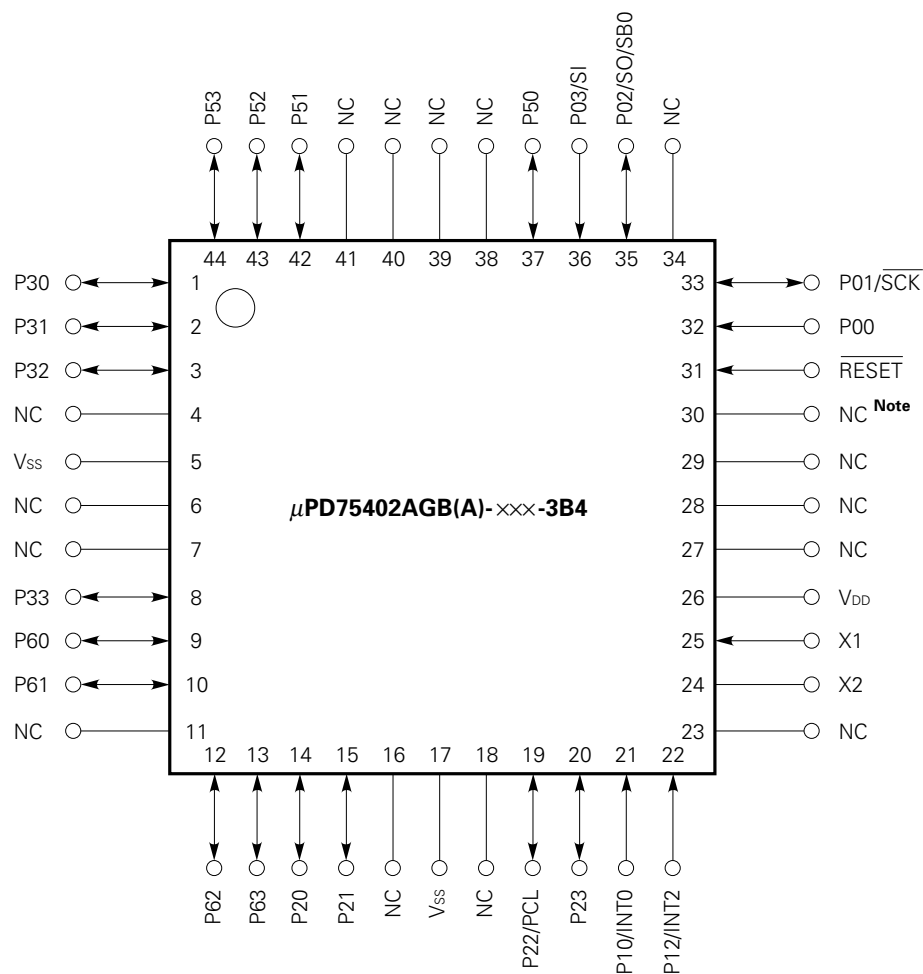 P53
P52
P51
NC
NC
NC
NC
P50
P03/SI
P02/SO/SB0
NC
44 43 42 41 40 39 38 37 36 35 34
P30 1 33 P01/S̅C̅K̅
P31 2 32 P00
P32 3 31 R̅E̅S̅E̅T̅
NC 4 30 NC Note
Vss 5 29 NC
NC 6 28 NC
μPD75402AGB(A)-×××-3B4
NC 7 27 NC
P33 8 26 VDD
P60 9 25 X1
P61 10 24 X2
NC 11 23 NC
12 13 14 15 16 17 18 19 20 21 22
P62
P63
P20
P21
NC
Vss
NC
P22/PCL
P23
P10/INT0
P12/INT2